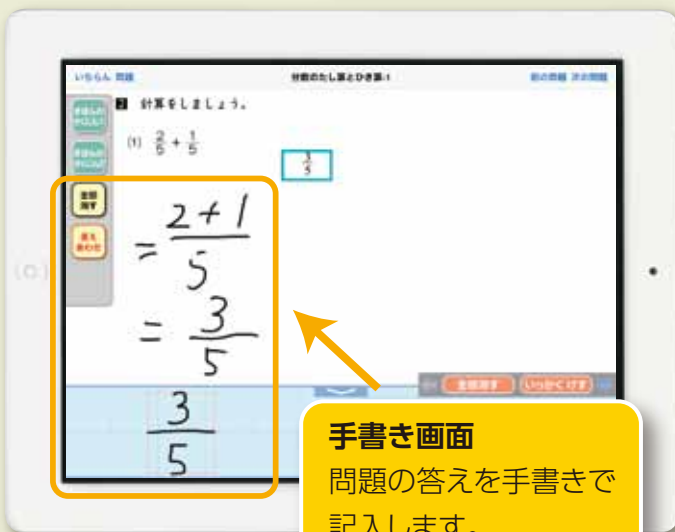 いちらん 問題
分数のたし算とひき算-1
前の問題 次の問題
2 計算をしましょう。
(1) 2/5 + 1/5
3/5
全部
消す
答え
あわせ
= 2+1/5
= 3/5
全部消す いっかくけす
3/5
手書き画面
問題の答えを手書きで
記入します。